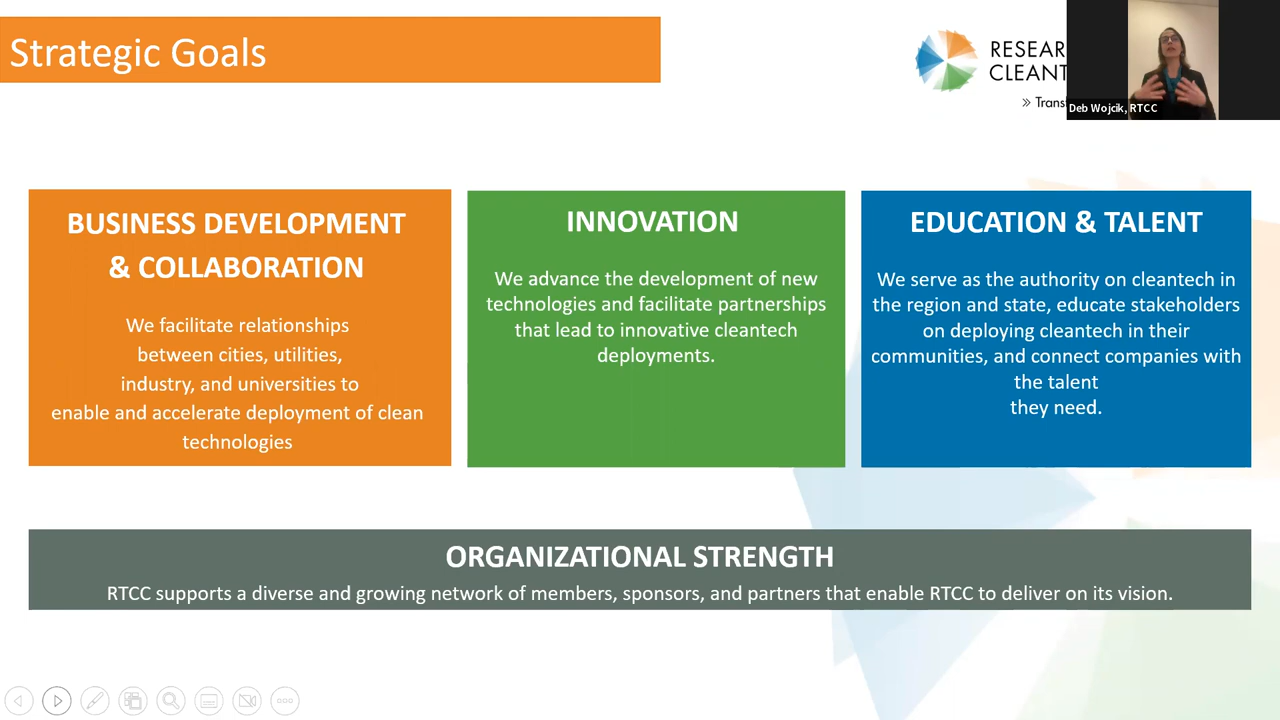 Strategic Goals
RESEAR
CLEANT
» Trans
Deb Wojcik, RTCC
BUSINESS DEVELOPMENT
& COLLABORATION
We facilitate relationships
between cities, utilities,
industry, and universities to
enable and accelerate deployment of clean
technologies
INNOVATION
We advance the development of new
technologies and facilitate partnerships
that lead to innovative cleantech
deployments.
EDUCATION & TALENT
We serve as the authority on cleantech in
the region and state, educate stakeholders
on deploying cleantech in their
communities, and connect companies with
the talent
they need.
ORGANIZATIONAL STRENGTH
RTCC supports a diverse and growing network of members, sponsors, and partners that enable RTCC to deliver on its vision.